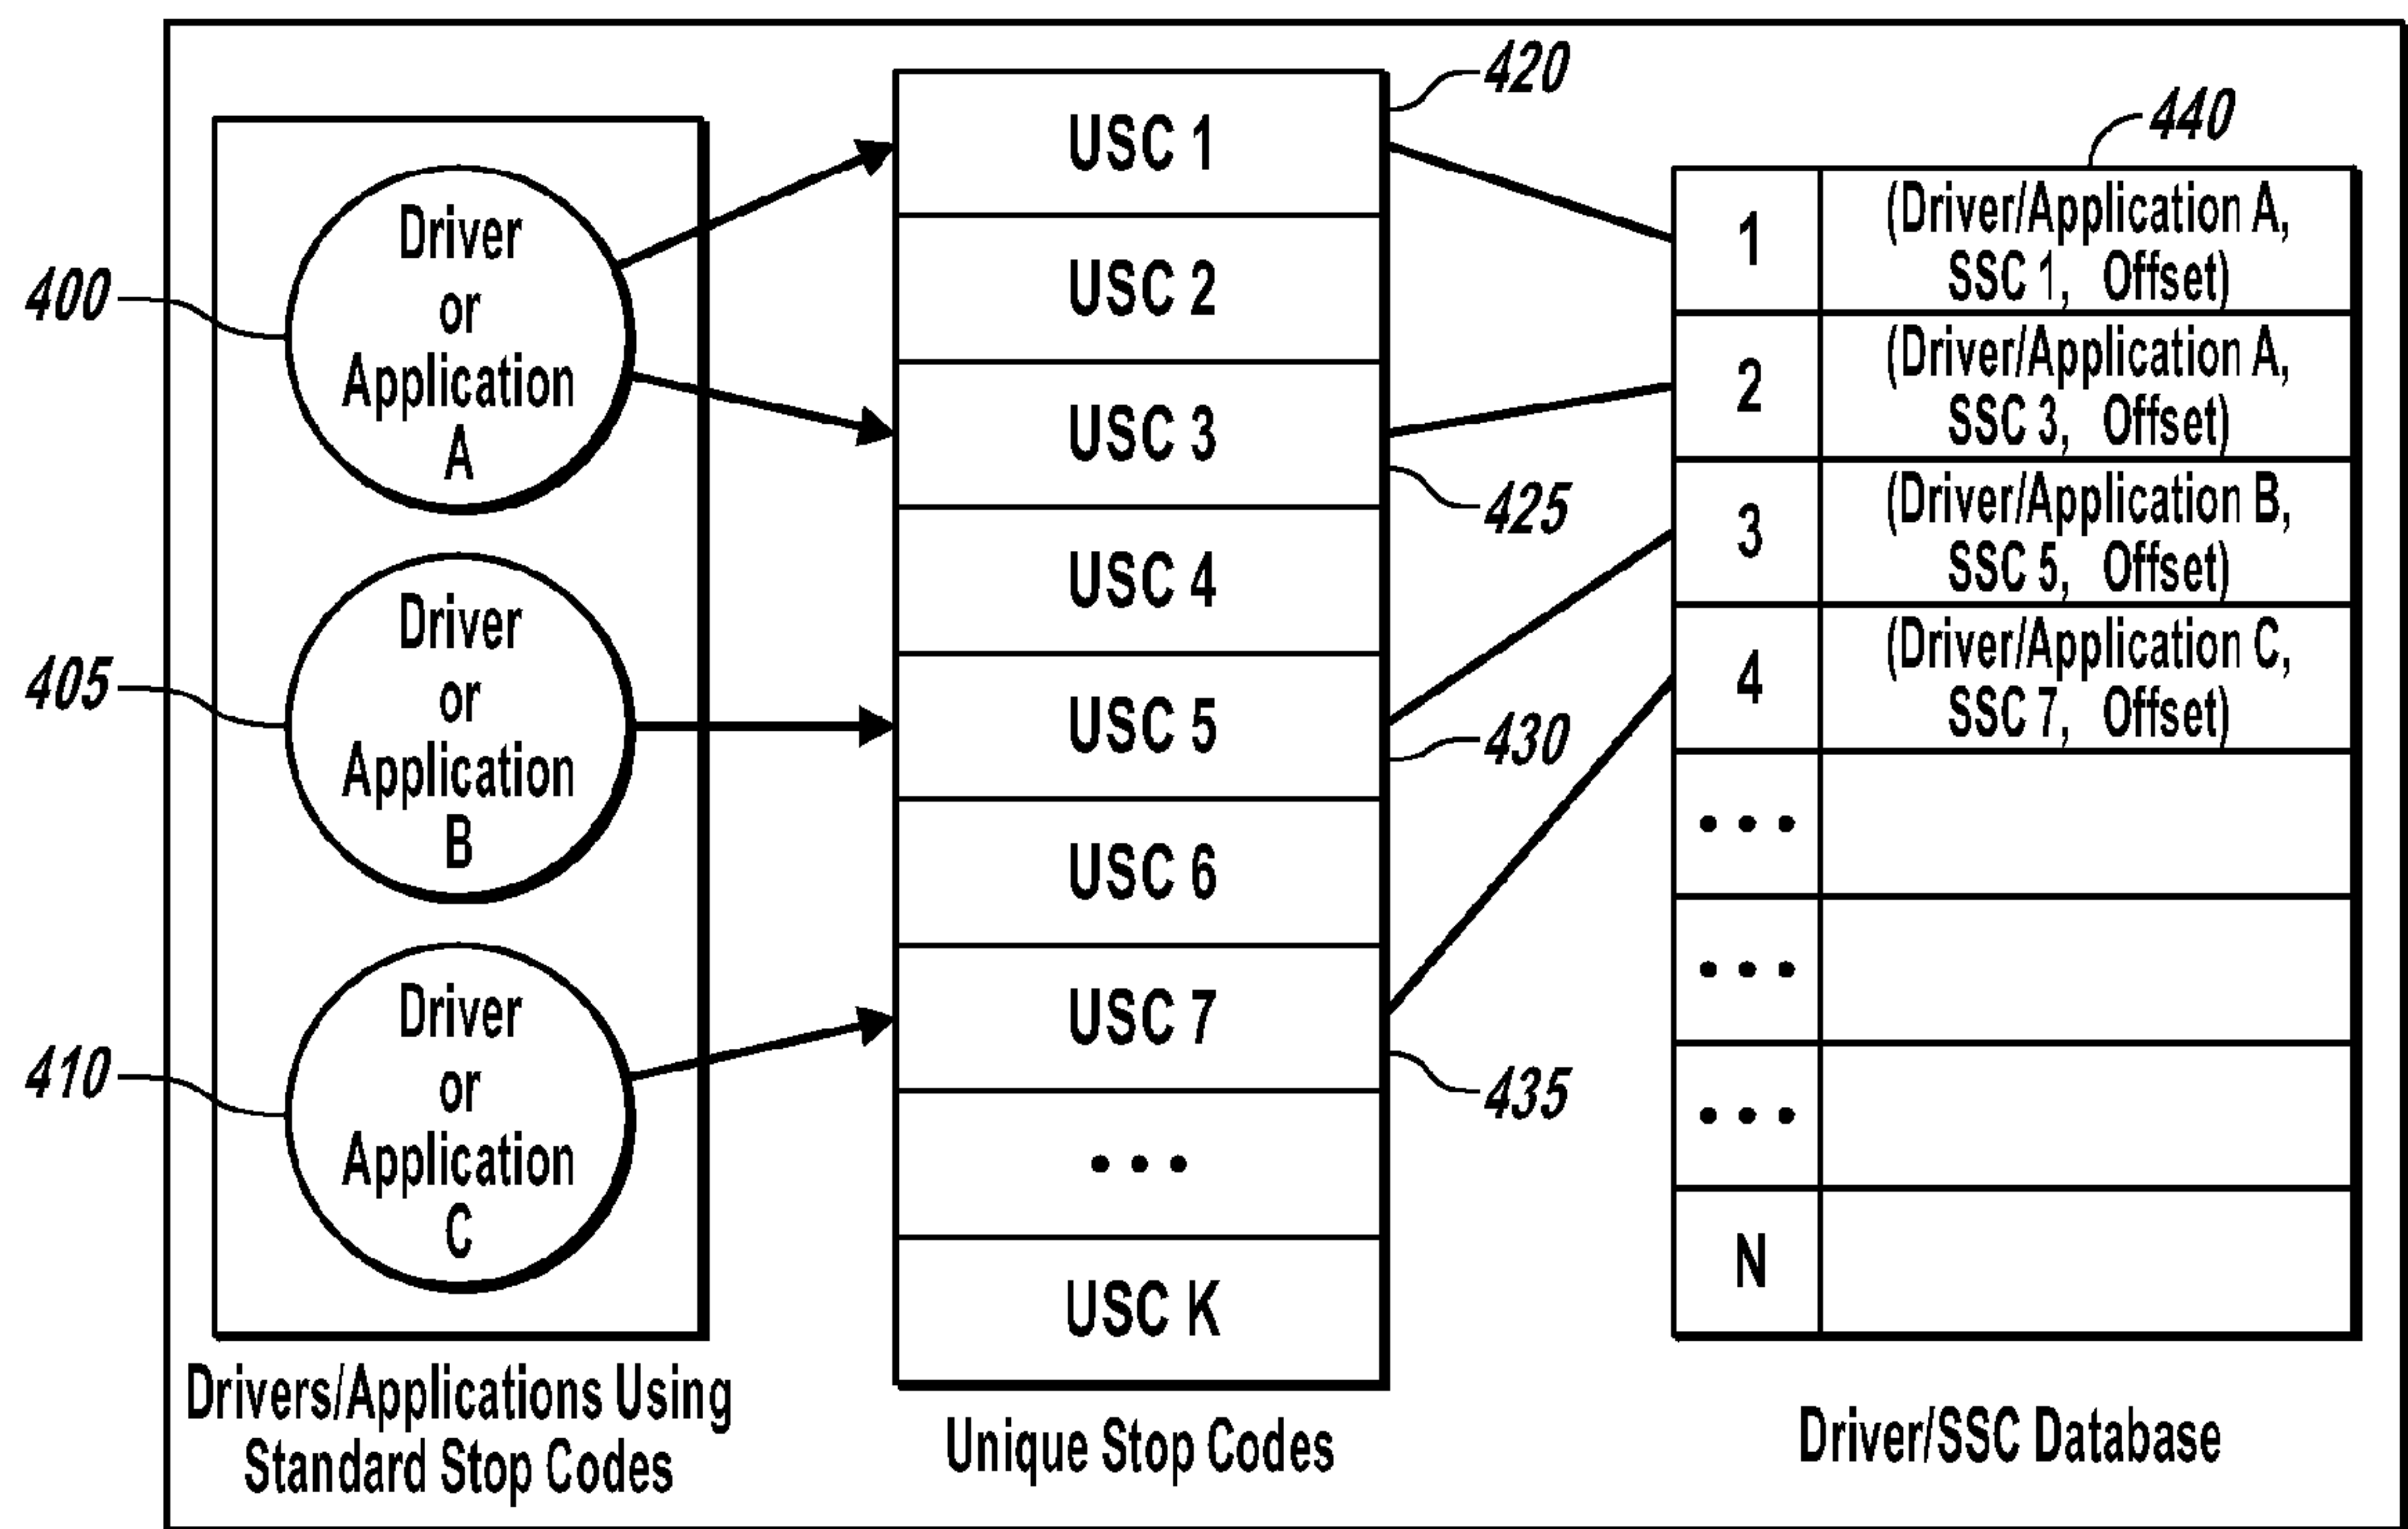 400
405
410
Driver
or
Application
A
Driver
or
Application
B
Driver
or
Application
C
Drivers/Applications Using
Standard Stop Codes
420
USC 1
USC 2
USC 3
425
USC 4
USC 5
430
USC 6
USC 7
435
• • •
USC K
Unique Stop Codes
440
1
(Driver/Application A,
SSC 1, Offset)
2
(Driver/Application A,
SSC 3, Offset)
3
(Driver/Application B,
SSC 5, Offset)
4
(Driver/Application C,
SSC 7, Offset)
• • •
• • •
• • •
N
Driver/SSC Database